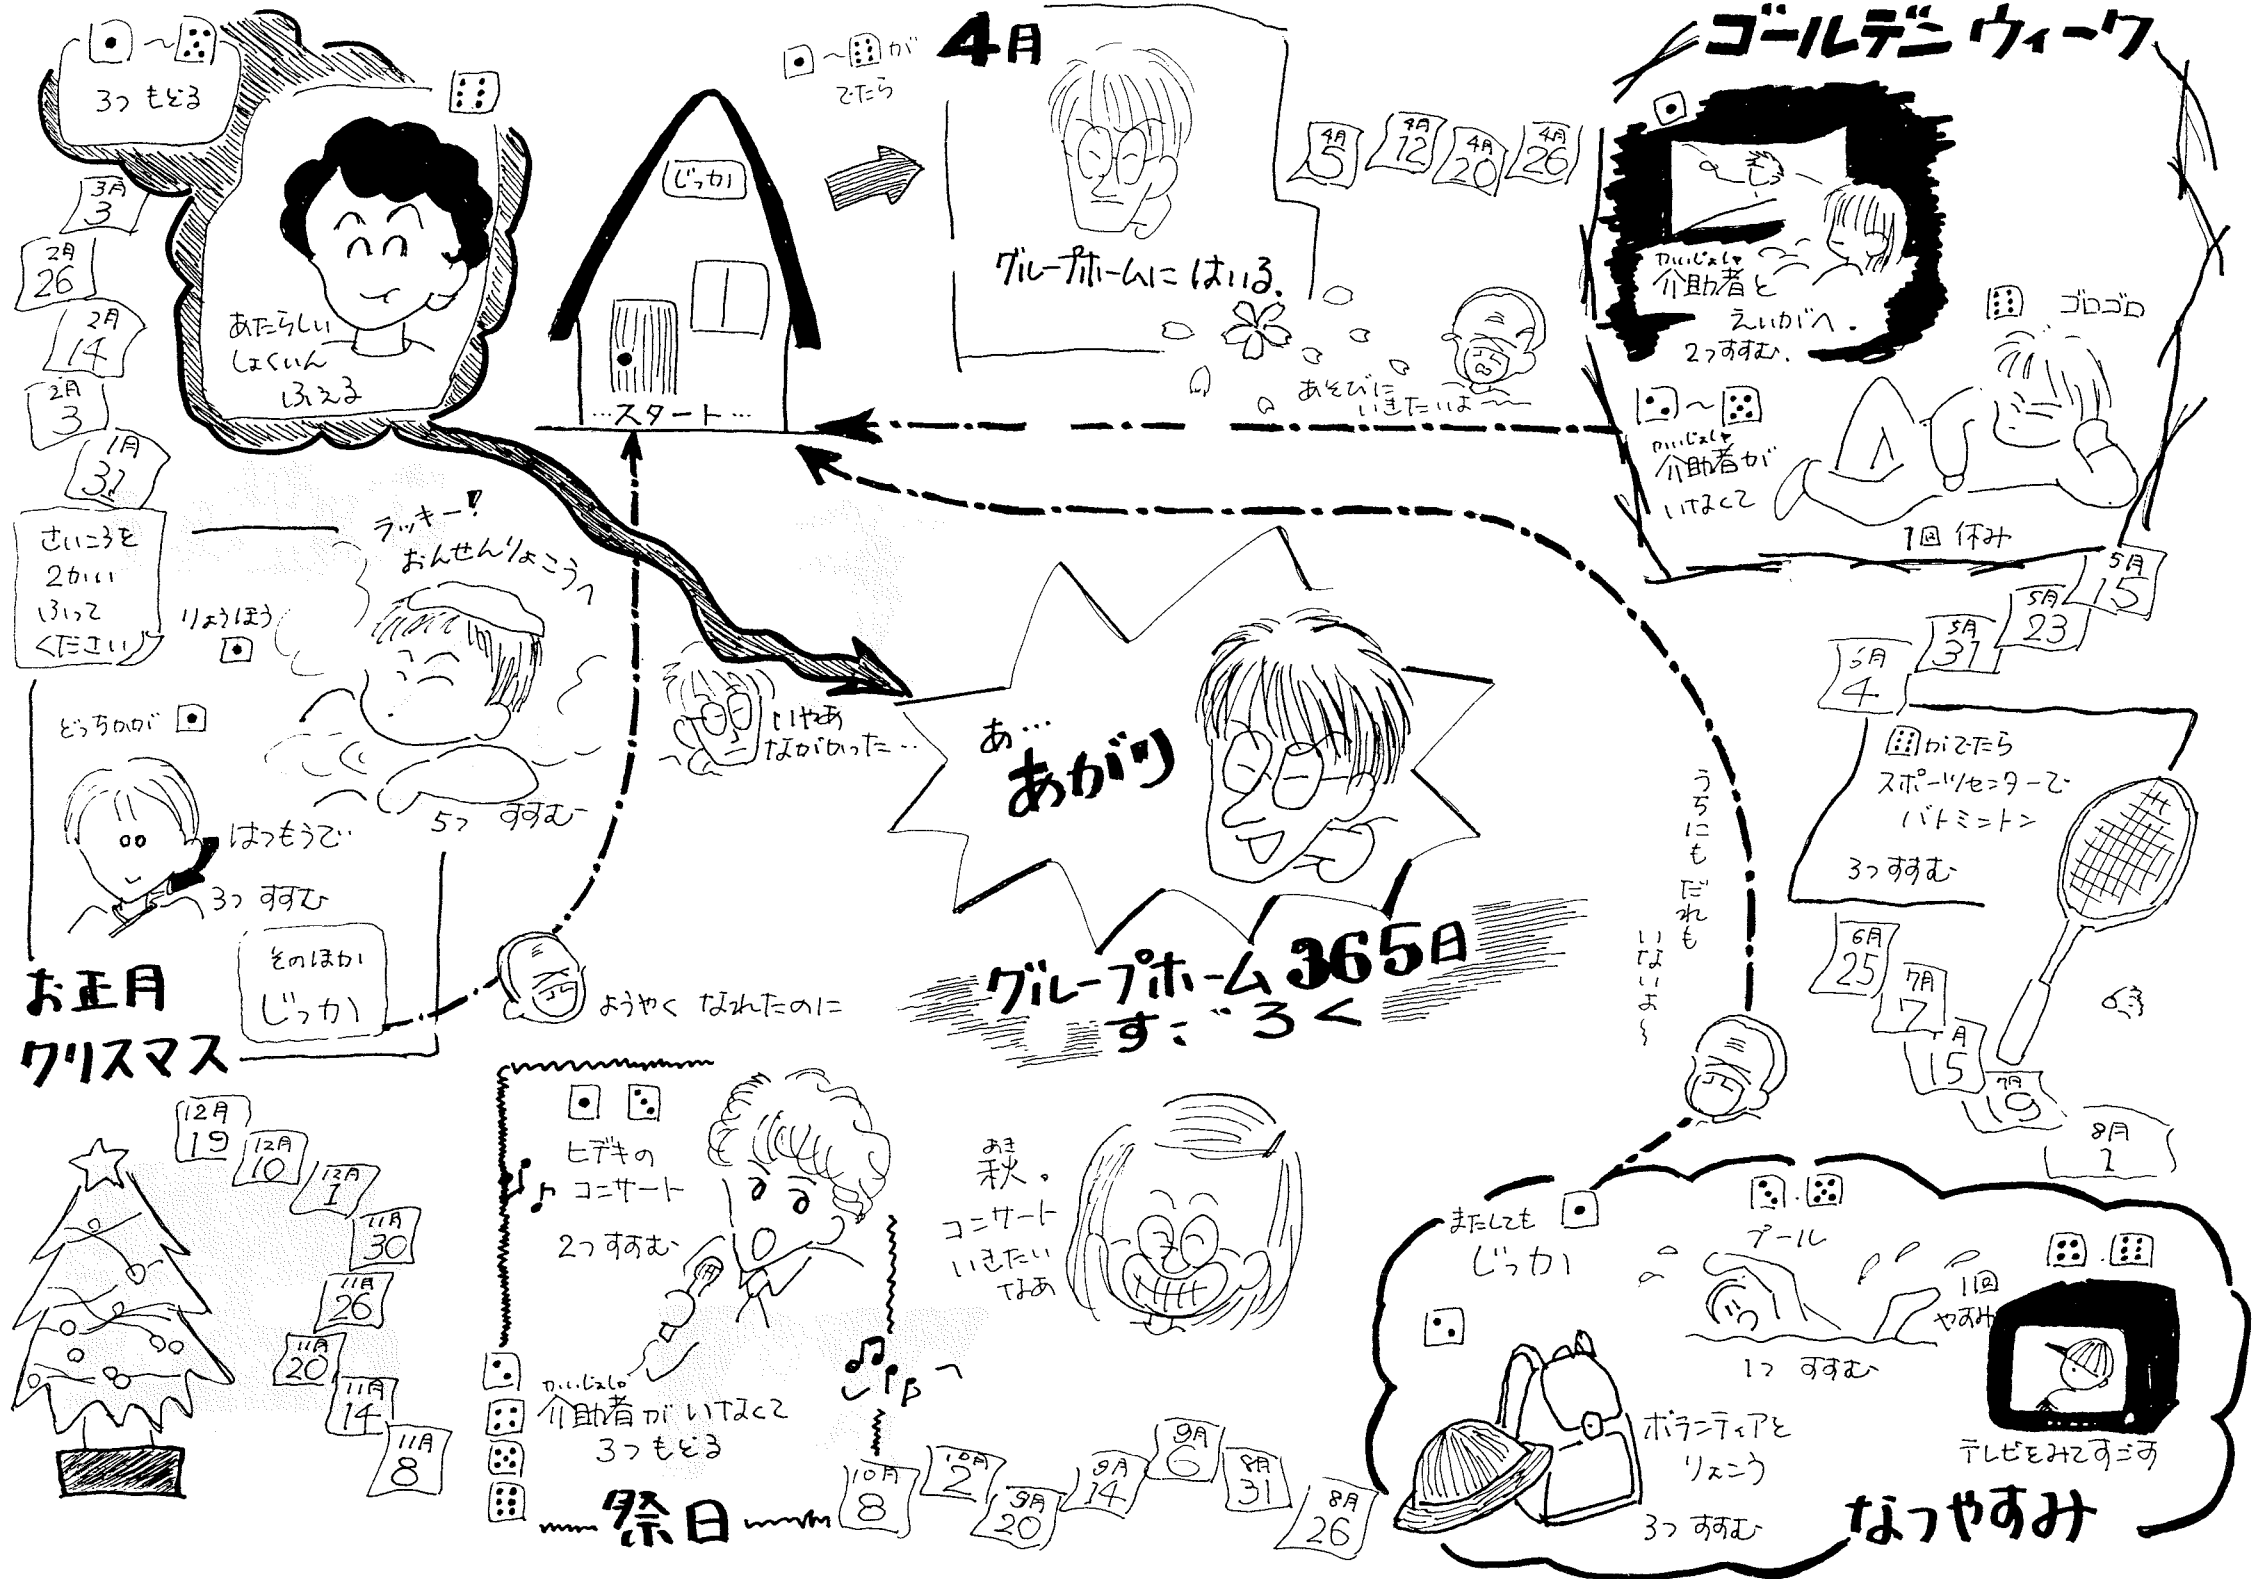 グループホーム365日
すごろく
じっか
…スタート…
〜がでたら
4月
グループホームにはいる.
4月
5
4月
12
4月
20
4月
26
あそびに
いきたいよ〜〜
ゴールデンウィーク
かいじょしゃ
介助者と
えいがへ.
2つすすむ.
かいじょしゃ
介助者が
いなくて
ゴロゴロ
1回休み
5月
15
5月
23
5月
31
6月
4
がでたら
スポーツセンターで
バトミントン
3つすすむ
6月
25
7月
7
月
15
7月
19
8月
1
うちにも だれも
いないよ〜
またしても
じっか
プール
1つ すすむ
1回
やすみ
テレビをみてすごす
ボランティアと
りょこう
3つ すすむ
なつやすみ
8月
26
8月
31
9月
6
9月
14
9月
20
10月
2
10月
8
あき
秋。
コンサート
いきたい
なあ
ヒデキの
コンサート
2つ すすむ
かいじょしゃ
介助者がいなくて
3つ もどる
祭日
11月
8
11月
14
11月
20
11月
26
11月
30
12月
1
12月
10
12月
19
お正月
クリスマス
さいころを
2かい
ふって
ください
りょうほう
ラッキー!
おんせんりょこうへ
5つ すすむ
どっちかが
はつもうで
3つ すすむ
そのほか
じっか
ようやく なれたのに
1月
31
2月
3
2月
14
2月
26
3月
3
〜
3つ もどる
あたらしい
しょくいん
ふえる
いやあ
ながかった…
あ…
あがり